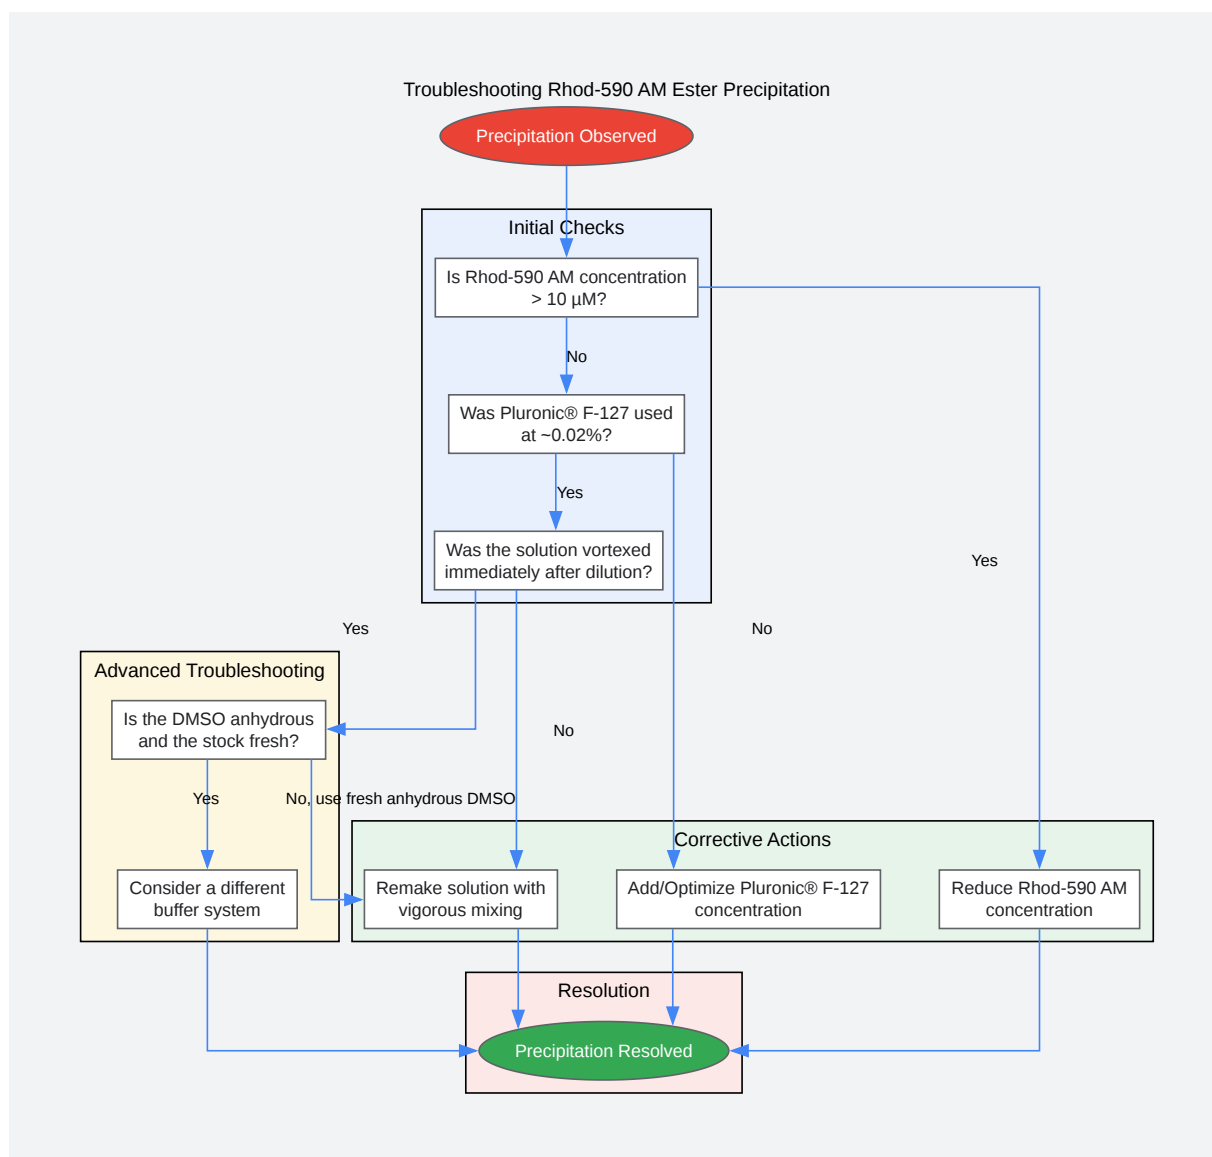 Troubleshooting Rhod-590 AM Ester Precipitation
Precipitation Observed
Initial Checks
Is Rhod-590 AM concentration
> 10 µM?
No
Was Pluronic® F-127 used
at ~0.02%?
Yes
Was the solution vortexed
immediately after dilution?
Yes
Yes
No
Advanced Troubleshooting
Is the DMSO anhydrous
and the stock fresh?
No
Yes
No, use fresh anhydrous DMSO
Corrective Actions
Consider a different
buffer system
Remake solution with
vigorous mixing
Add/Optimize Pluronic® F-127
concentration
Reduce Rhod-590 AM
concentration
Resolution
Precipitation Resolved